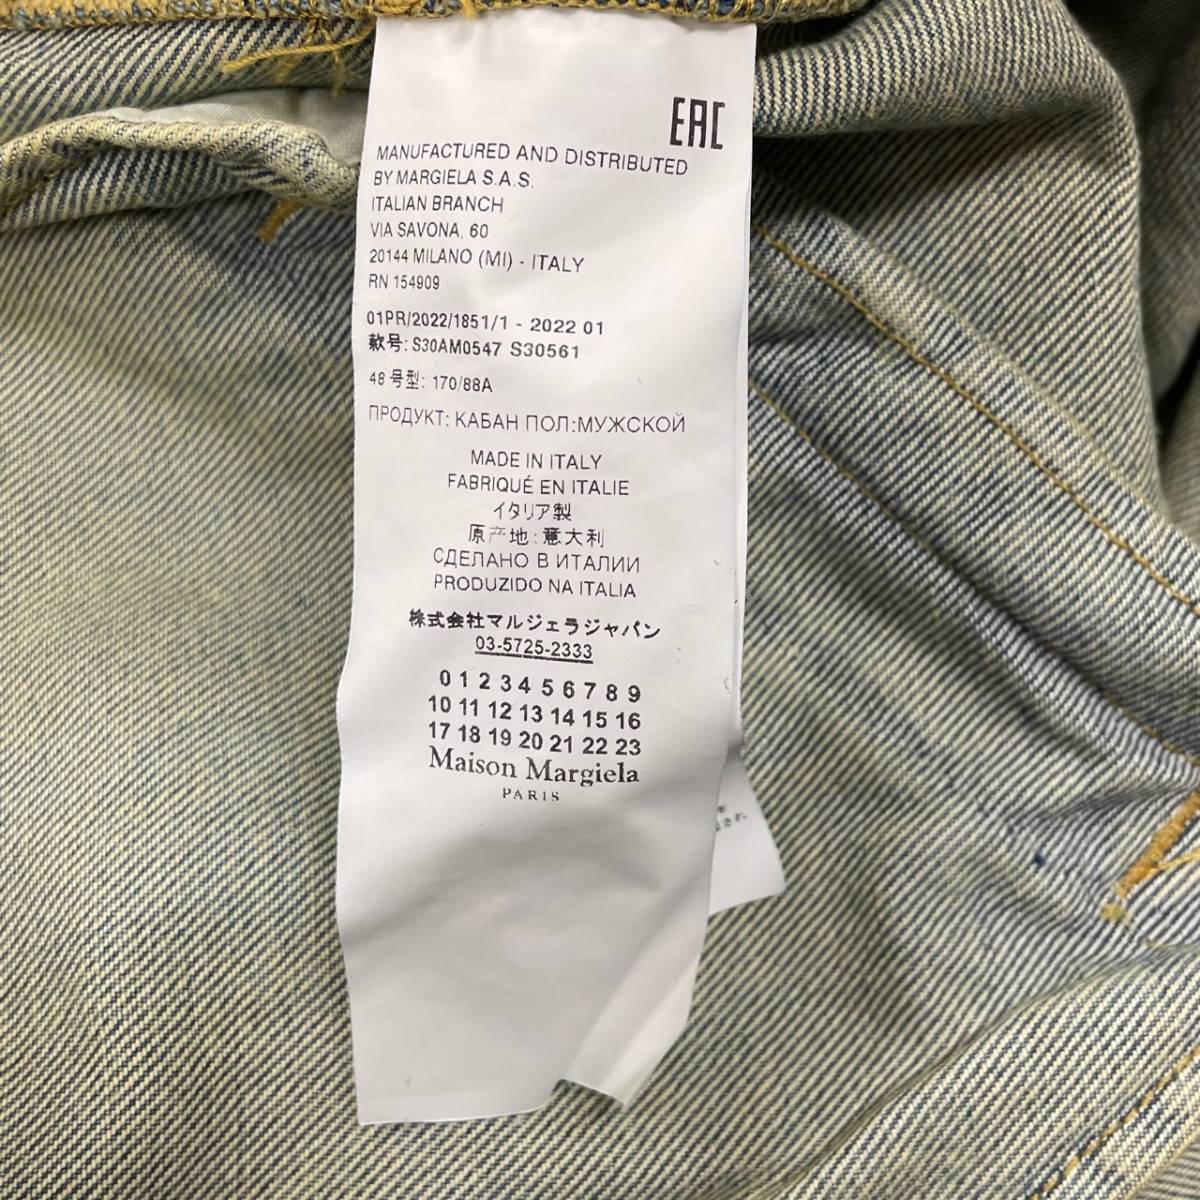 EAC
MANUFACTURED AND DISTRIBUTED
BY MARGIELA S.A.S.
ITALIAN BRANCH
VIA SAVONA, 60
20144 MILANO (MI) - ITALY
RN 154909
01PR/2022/1851/1 - 2022 01
款号: S30AM0547 S30561
48 号型: 170/88A
ПРОДУКТ: КАБАН ПОЛ:МУЖСКОЙ
MADE IN ITALY
FABRIQUÉ EN ITALIE
イタリア製
原产地: 意大利
СДЕЛАНО В ИТАЛИИ
PRODUZIDO NA ITALIA
株式会社マルジェラジャパン
03-5725-2333
0 1 2 3 4 5 6 7 8 9
10 11 12 13 14 15 16
17 18 19 20 21 22 23
Maison Margiela
PARIS